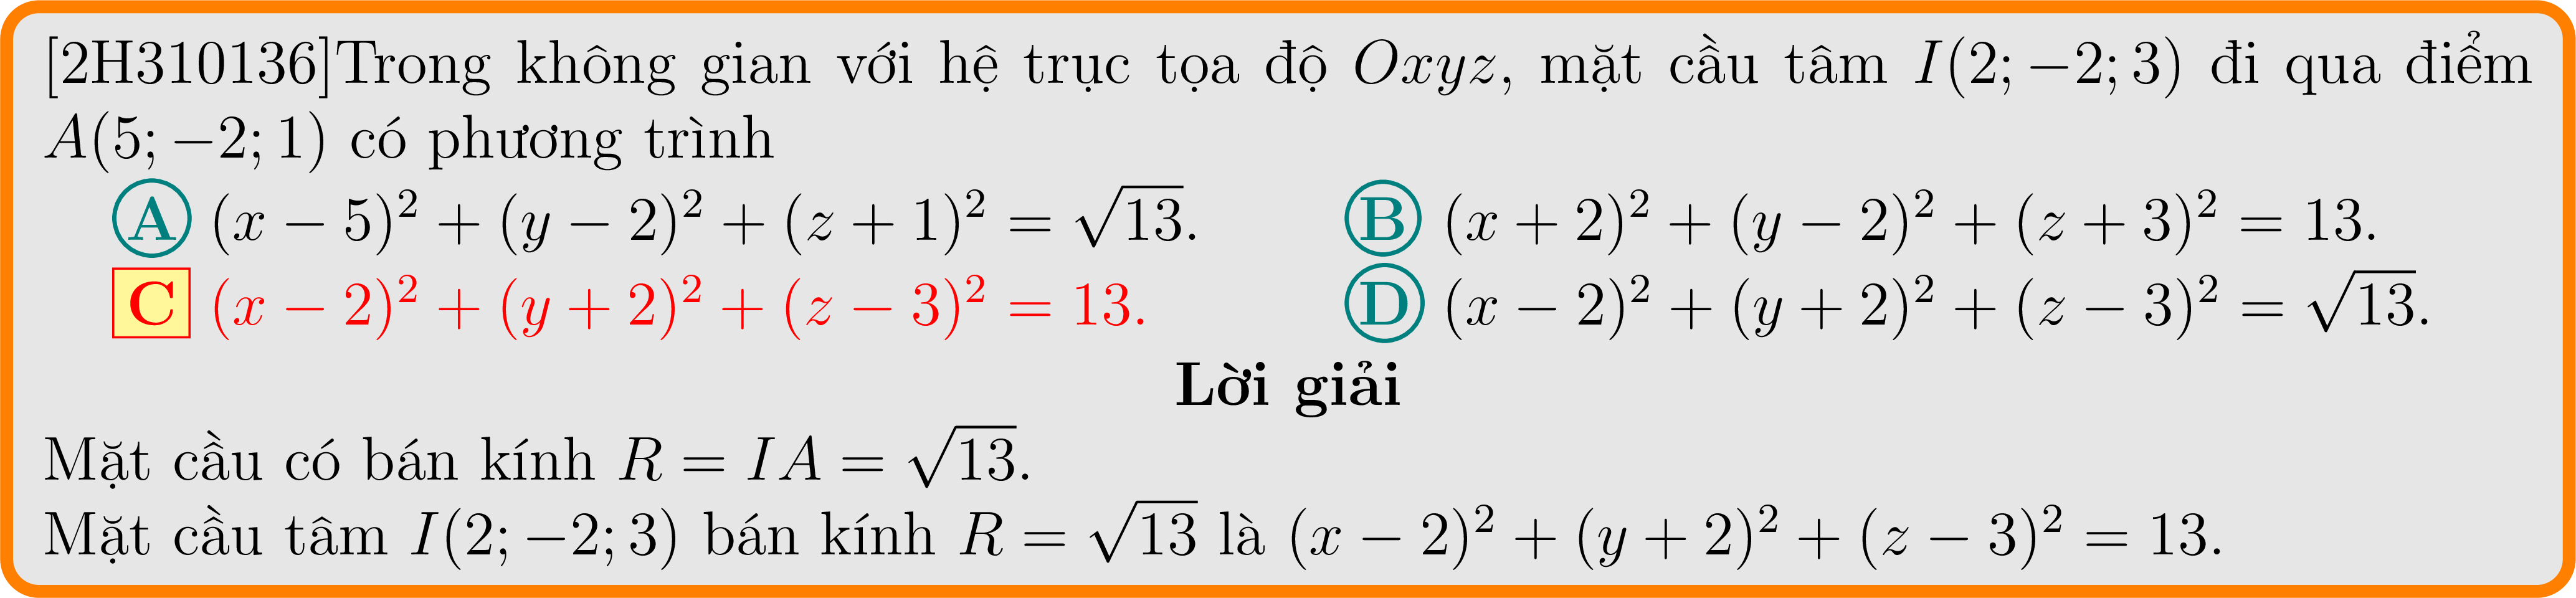 [2H310136]Trong không gian với hệ trục tọa độ Oxyz, mặt cầu tâm I(2; −2; 3) đi qua điểm
A(5; −2; 1) có phương trình
A (x − 5)² + (y − 2)² + (z + 1)² = √13. B (x + 2)² + (y − 2)² + (z + 3)² = 13.
C (x − 2)² + (y + 2)² + (z − 3)² = 13. D (x − 2)² + (y + 2)² + (z − 3)² = √13.
Lời giải
Mặt cầu có bán kính R = IA = √13.
Mặt cầu tâm I(2; −2; 3) bán kính R = √13 là (x − 2)² + (y + 2)² + (z − 3)² = 13.